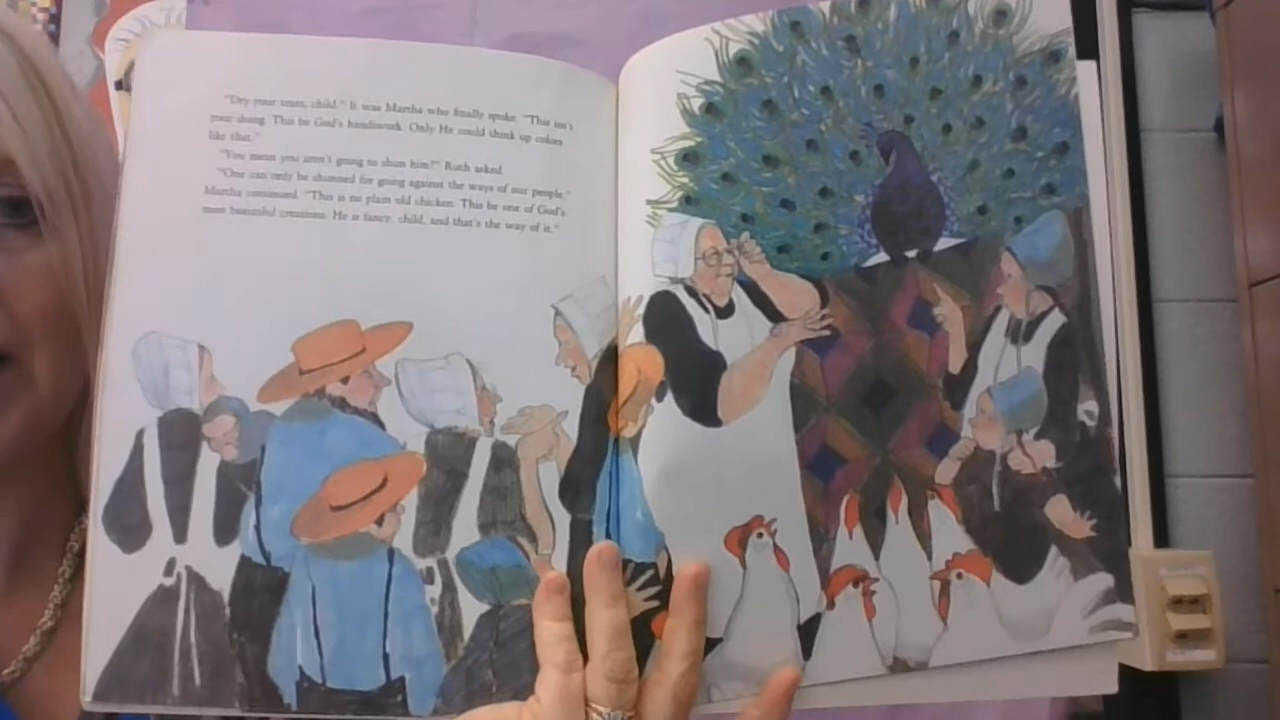 "Dry your tears, child." It was Martha who finally spoke. "This isn't
your doing. This be God's handiwork. Only He could think up colors
like that."
"You mean you aren't going to shun him?" Ruth asked.
"One can only be shunned for going against the ways of our people,"
Martha continued. "This is no plain old chicken. This be one of God's
most beautiful creations. He is fancy, child, and that's the way of it."